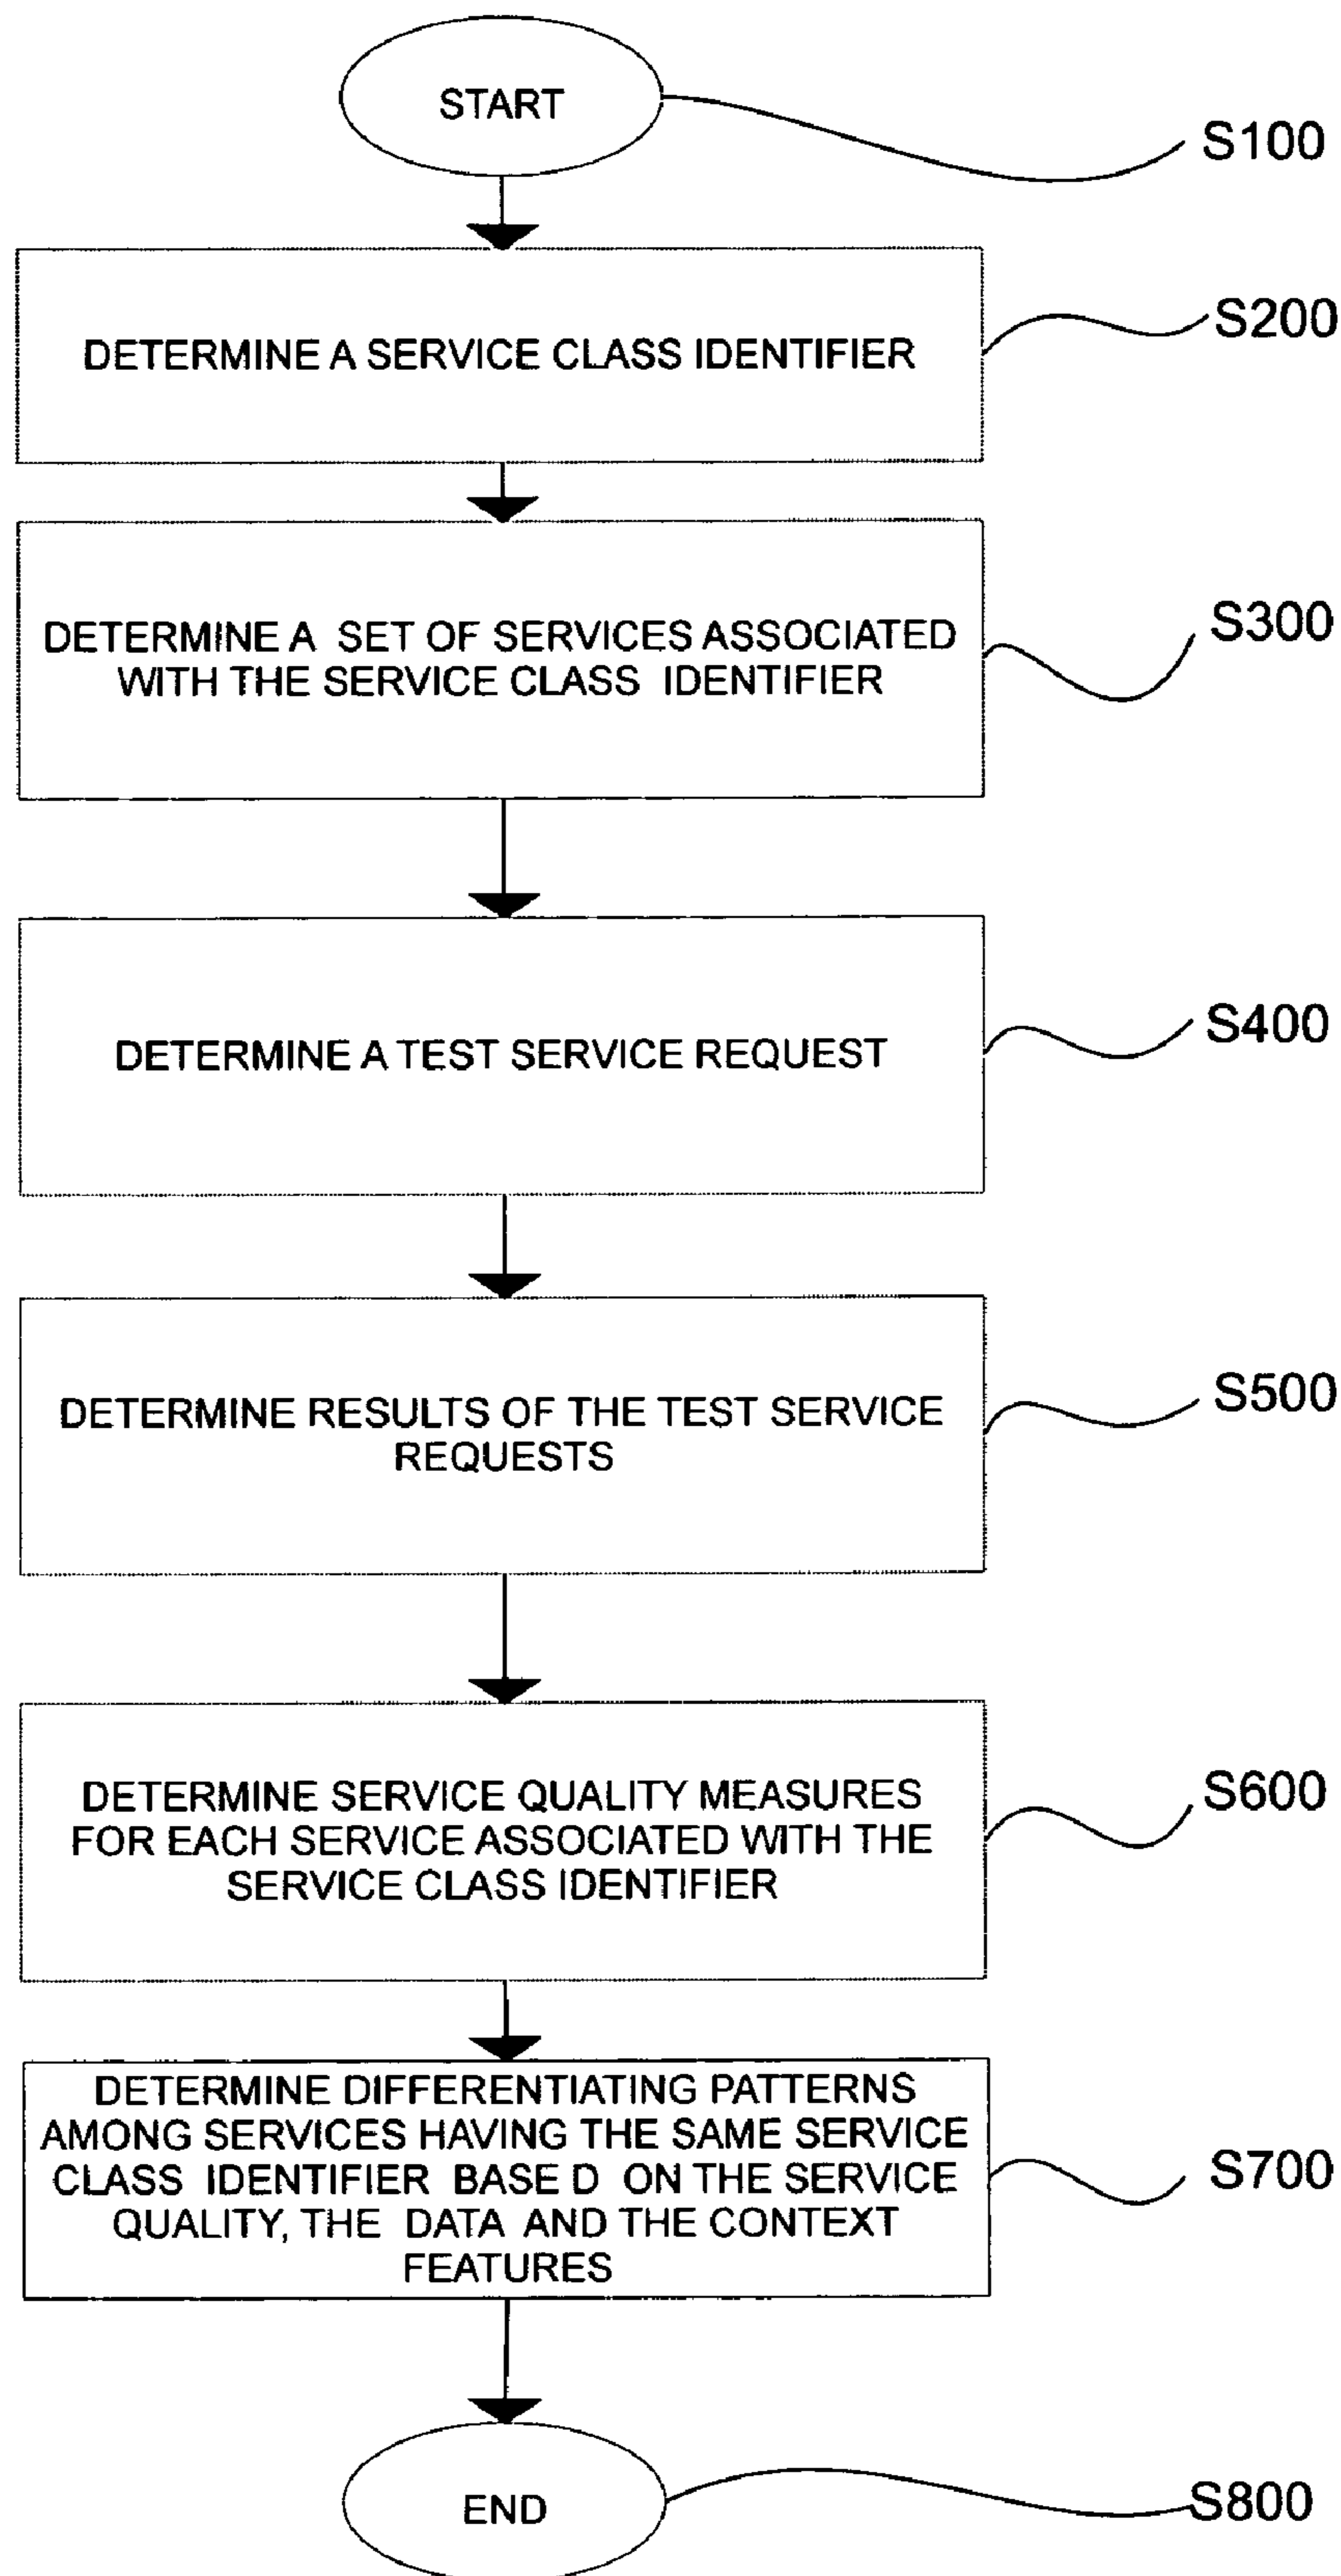 START
S100
DETERMINE A SERVICE CLASS IDENTIFIER
S200
DETERMINE A SET OF SERVICES ASSOCIATED
WITH THE SERVICE CLASS IDENTIFIER
S300
DETERMINE A TEST SERVICE REQUEST
S400
DETERMINE RESULTS OF THE TEST SERVICE
REQUESTS
S500
DETERMINE SERVICE QUALITY MEASURES
FOR EACH SERVICE ASSOCIATED WITH THE
SERVICE CLASS IDENTIFIER
S600
DETERMINE DIFFERENTIATING PATTERNS
AMONG SERVICES HAVING THE SAME SERVICE
CLASS IDENTIFIER BASE D ON THE SERVICE
QUALITY, THE DATA AND THE CONTEXT
FEATURES
S700
END
S800